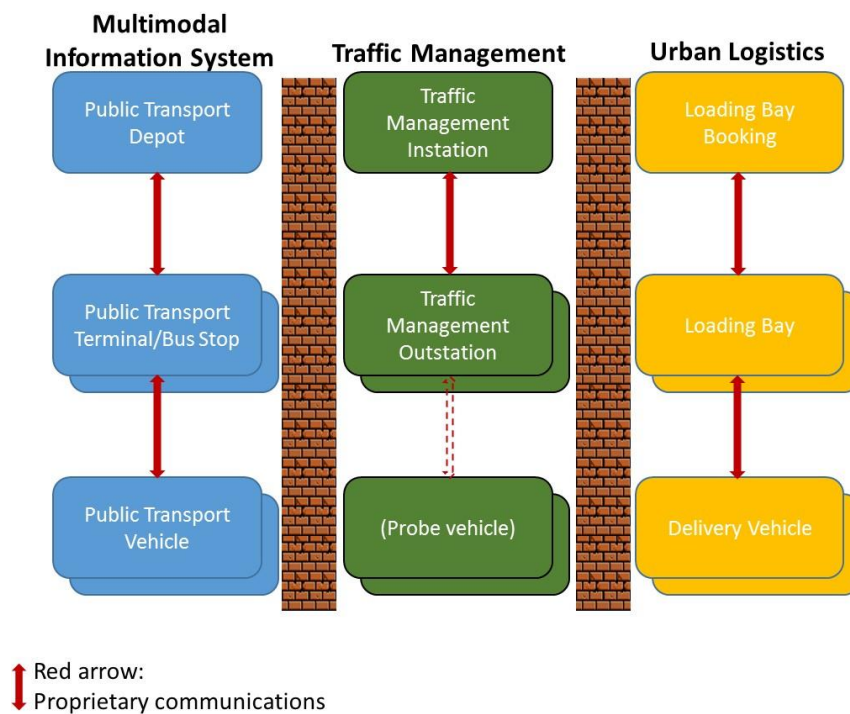 Multimodal
Information System
Traffic Management
Urban Logistics
Public Transport
Depot
Traffic
Management
Instation
Loading Bay
Booking
Public Transport
Terminal/Bus Stop
Traffic
Management
Outstation
Loading Bay
Public Transport
Vehicle
(Probe vehicle)
Delivery Vehicle
Red arrow:
Proprietary communications